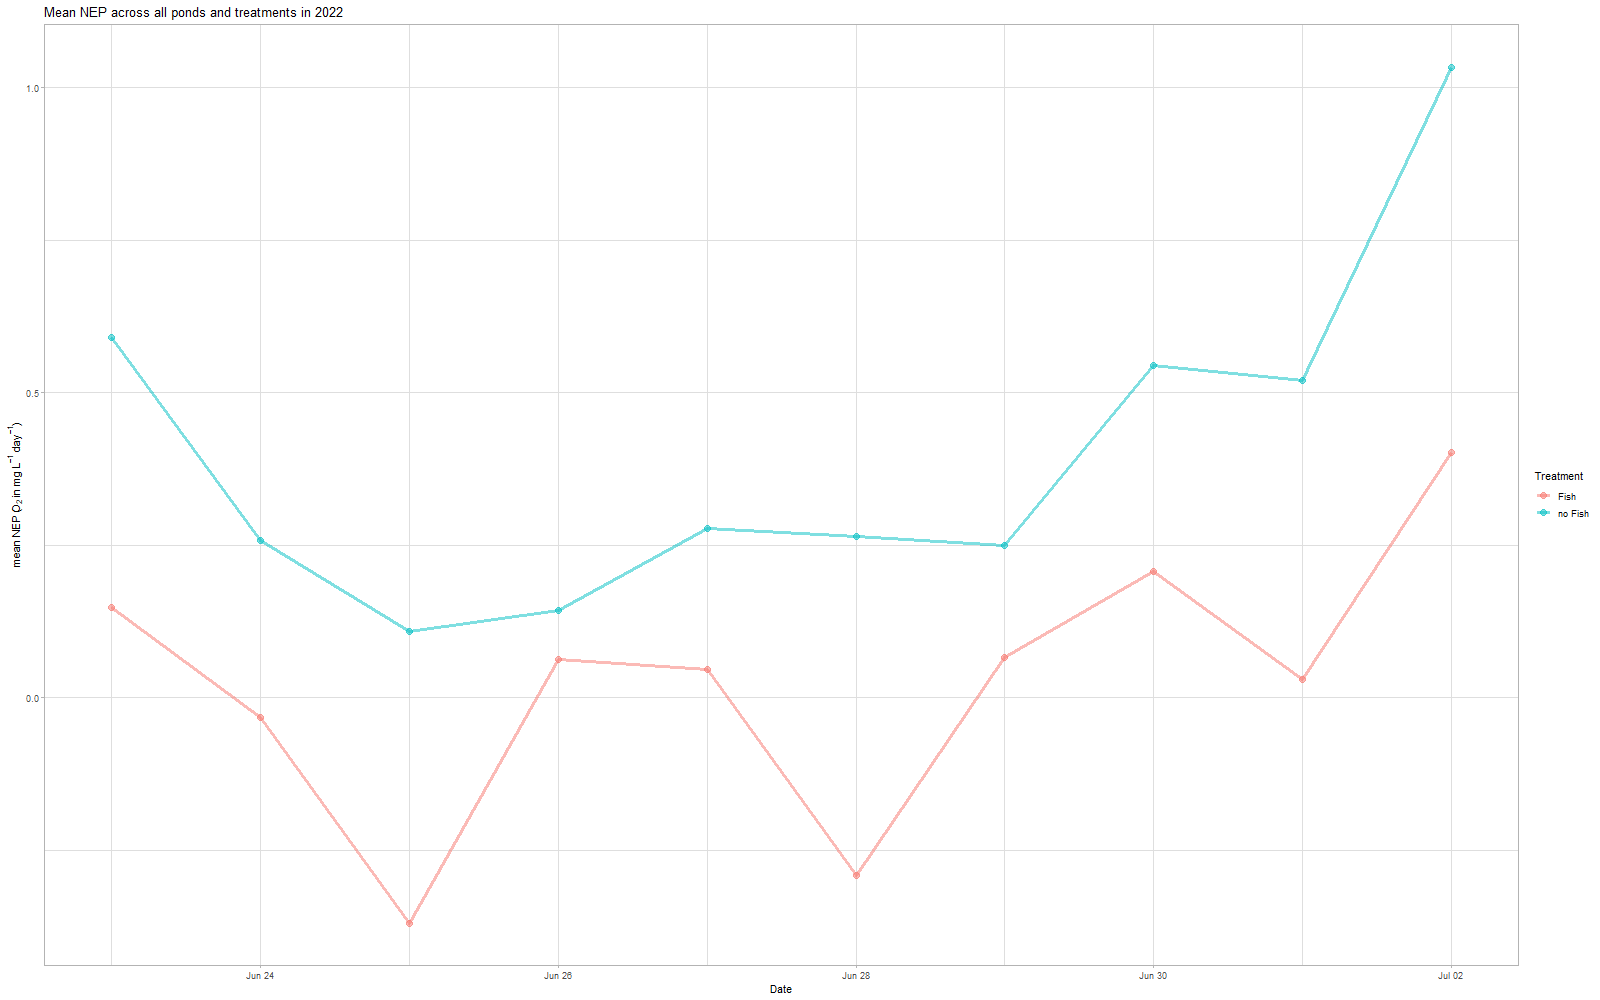 Mean NEP across all ponds and treatments in 2022
1.0
0.5
0.0
mean NEP O₂ in mg L⁻¹ day⁻¹)
Jun 24
Jun 26
Jun 28
Jun 30
Jul 02
Date
Treatment
Fish
no Fish